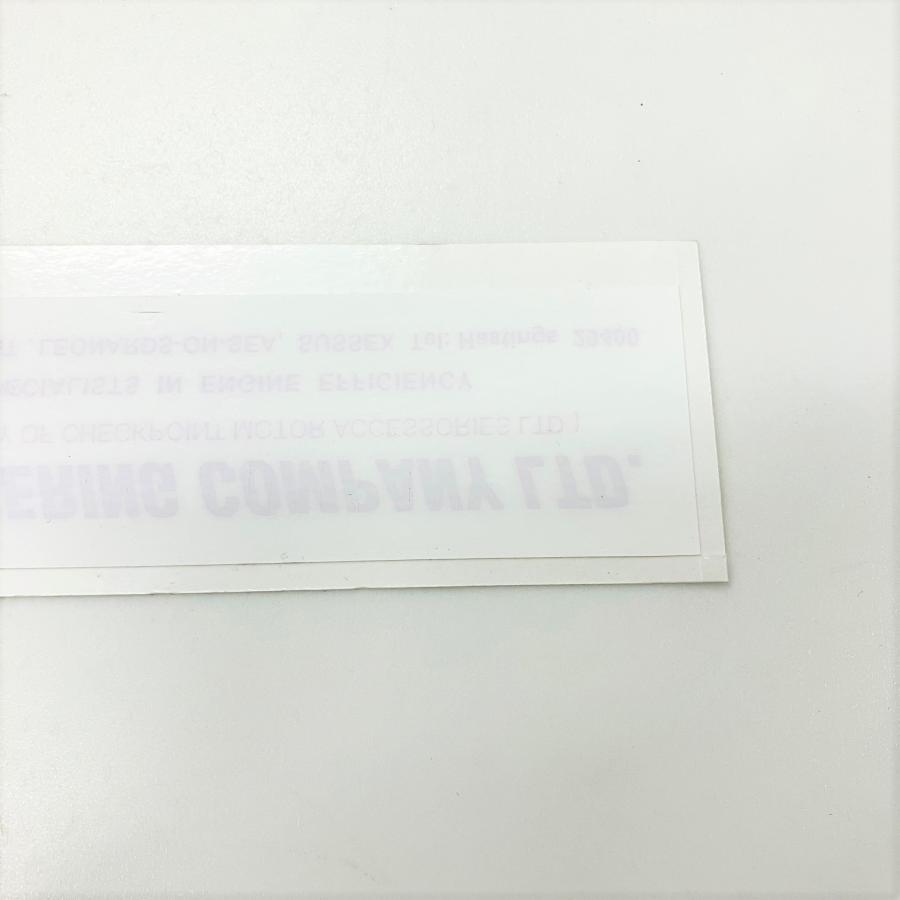 ERING COMPANY LTD.
Y OF CHECKPOINT MOTOR ACCESSORIES LTD.)
ECIALISTS IN ENGINE EFFICIENCY
T. LEONARDS-ON-SEA, SUSSEX Tel: Hastings